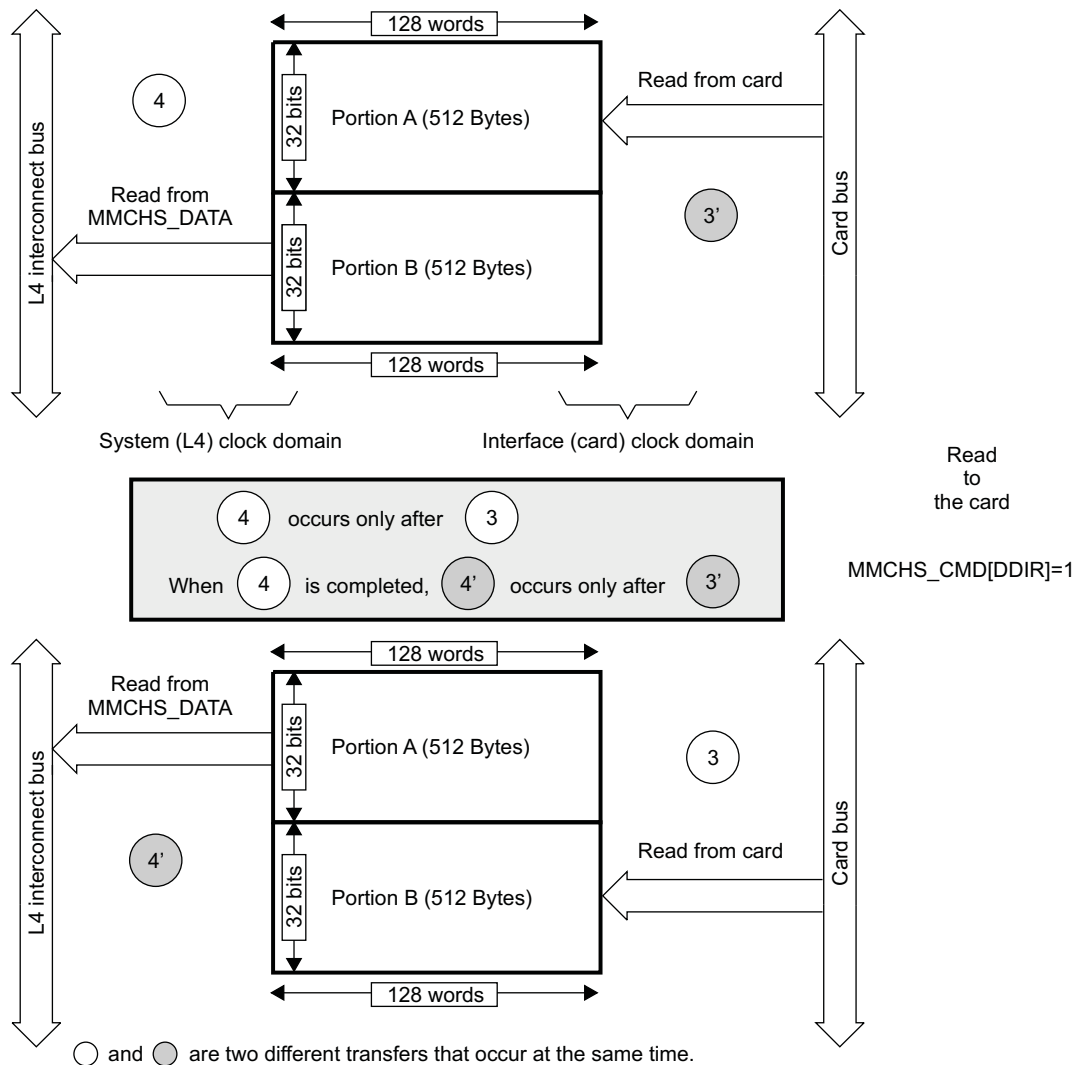 128 words
L4 interconnect bus
4
32 bits
Portion A (512 Bytes)
Read from card
Card bus
Read from
MMCHS_DATA
3’
32 bits
Portion B (512 Bytes)
128 words
System (L4) clock domain
Interface (card) clock domain
Read
to
the card
4 occurs only after 3
When 4 is completed, 4’ occurs only after 3’
MMCHS_CMD[DDIR]=1
128 words
Read from
MMCHS_DATA
L4 interconnect bus
32 bits
Portion A (512 Bytes)
3
Card bus
4’
32 bits
Portion B (512 Bytes)
Read from card
128 words
and are two different transfers that occur at the same time.